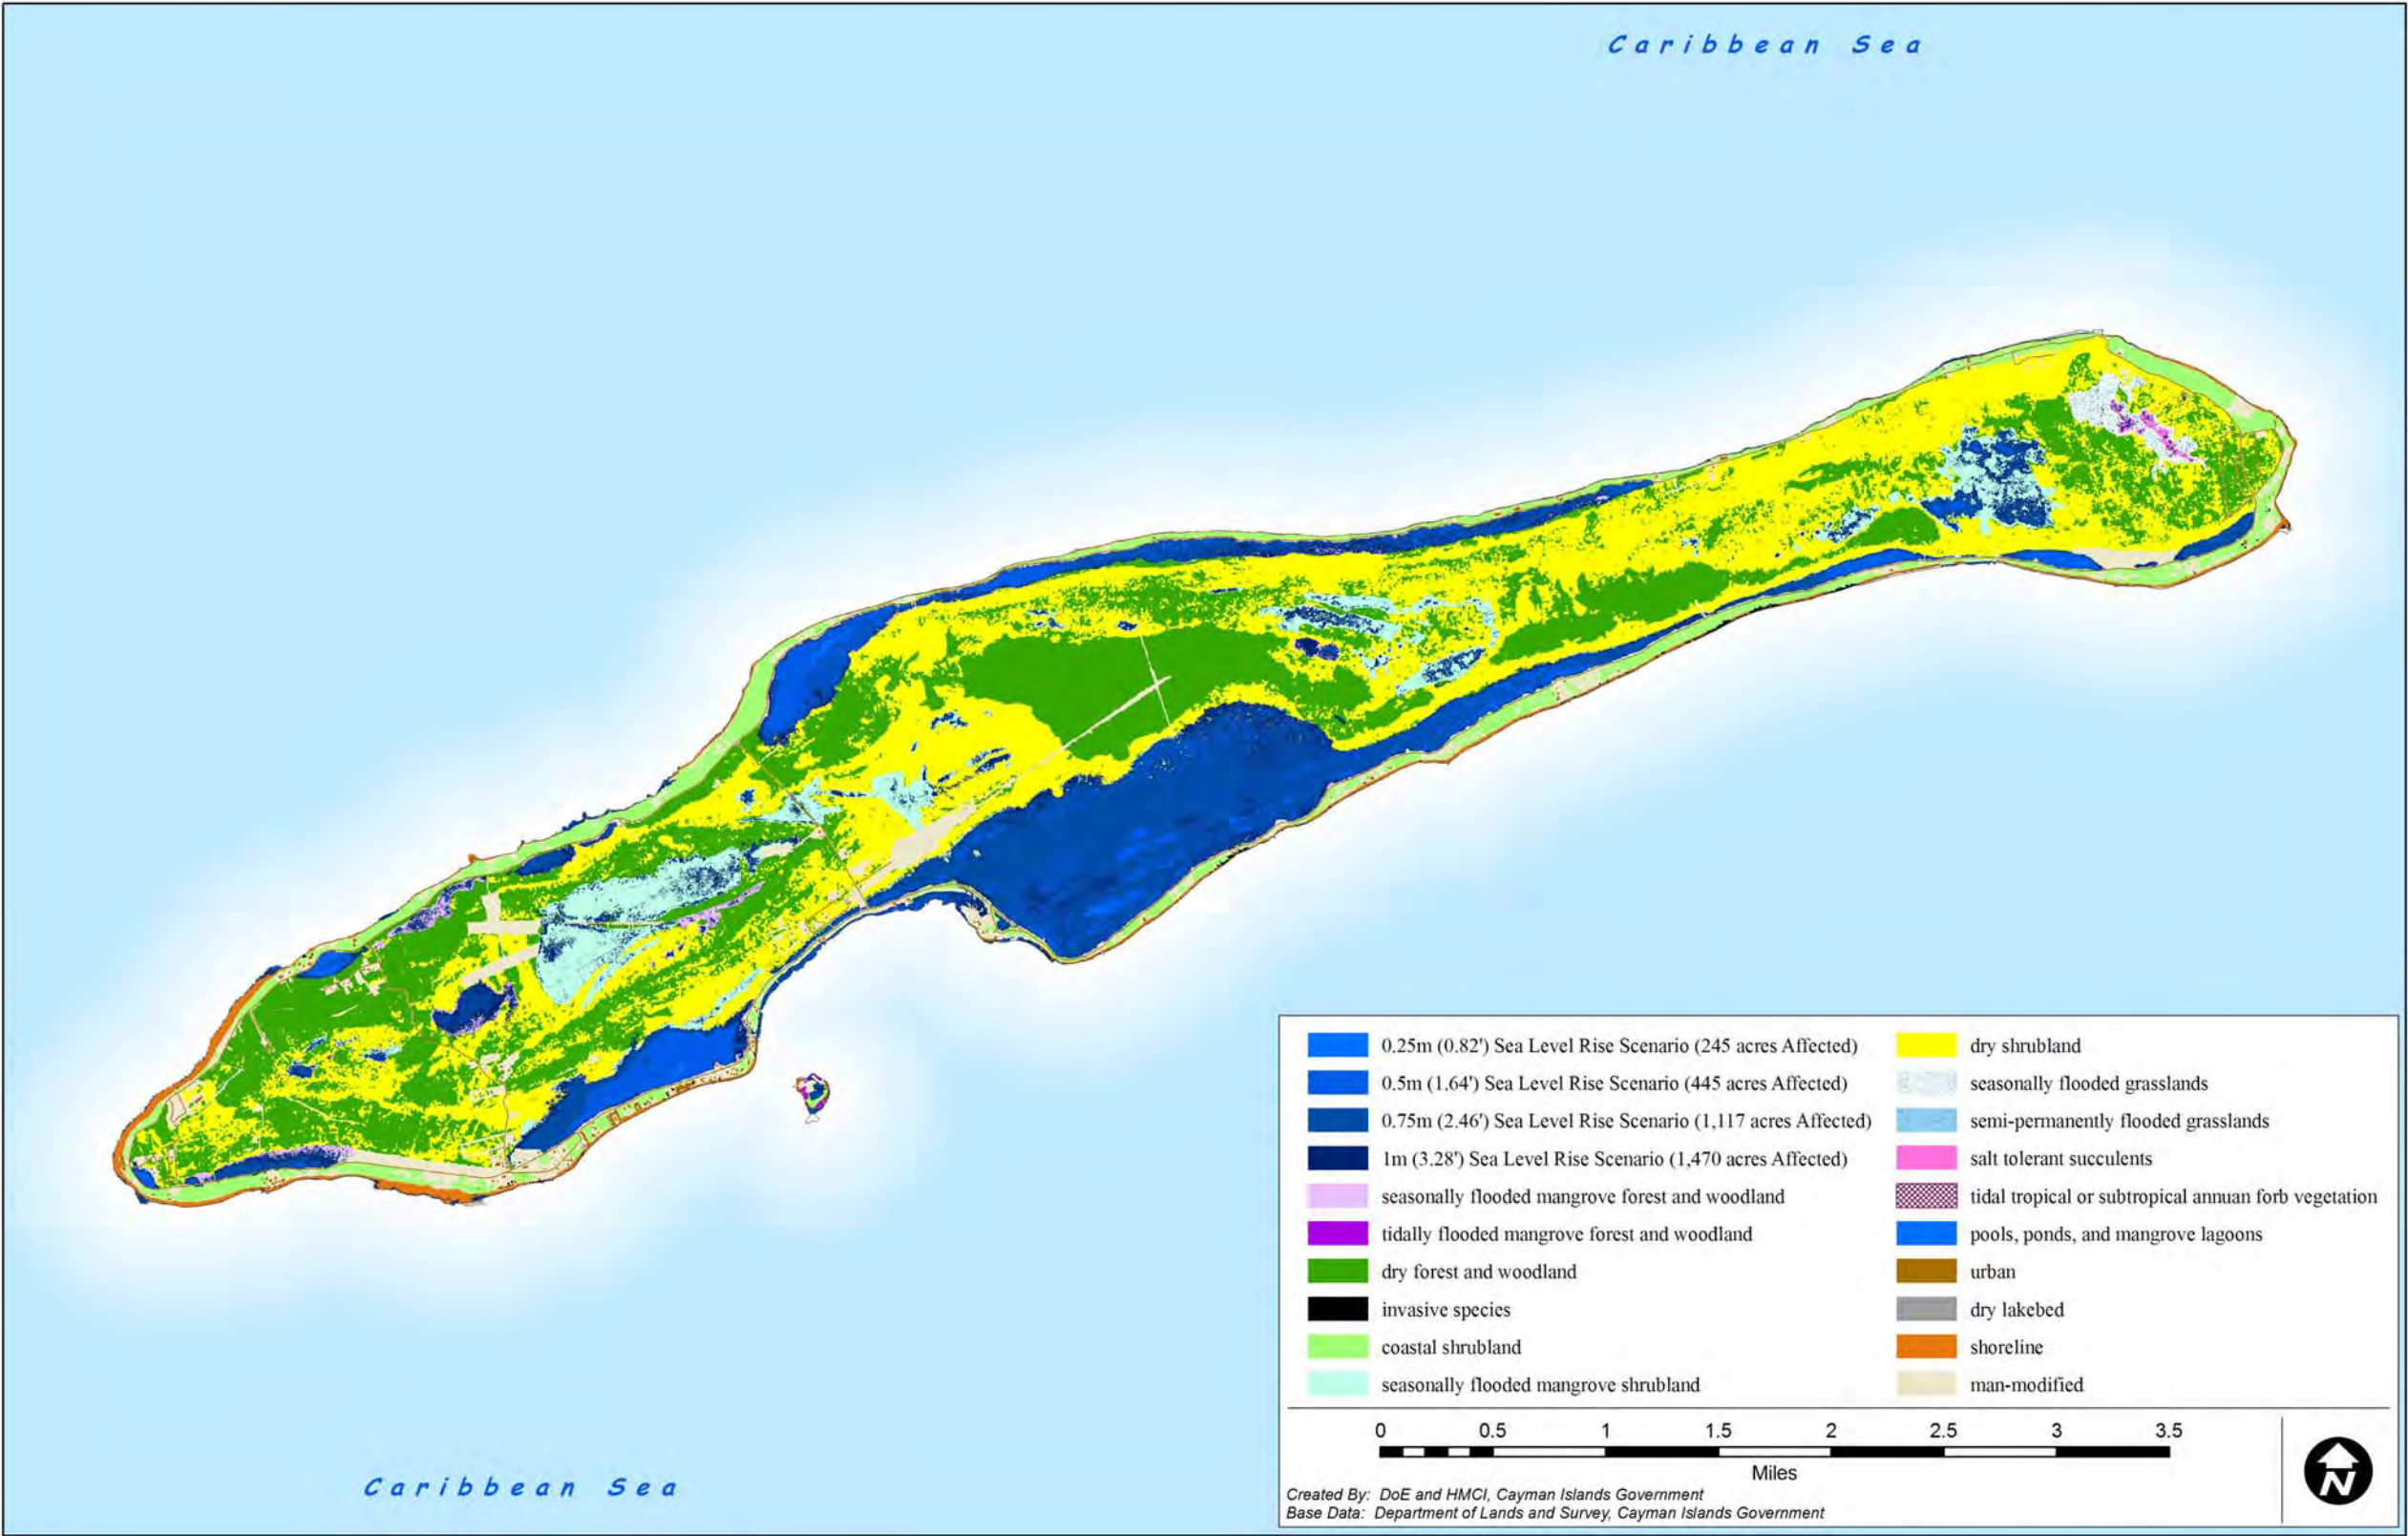 Caribbean Sea
0.25m (0.82') Sea Level Rise Scenario (245 acres Affected)
0.5m (1.64') Sea Level Rise Scenario (445 acres Affected)
0.75m (2.46') Sea Level Rise Scenario (1,117 acres Affected)
1m (3.28') Sea Level Rise Scenario (1,470 acres Affected)
seasonally flooded mangrove forest and woodland
tidally flooded mangrove forest and woodland
dry forest and woodland
invasive species
coastal shrubland
seasonally flooded mangrove shrubland
dry shrubland
seasonally flooded grasslands
semi-permanently flooded grasslands
salt tolerant succulents
tidal tropical or subtropical annuan forb vegetation
pools, ponds, and mangrove lagoons
urban
dry lakebed
shoreline
man-modified
0 0.5 1 1.5 2 2.5 3 3.5
Miles
N
Created By: DoE and HMCI, Cayman Islands Government
Base Data: Department of Lands and Survey, Cayman Islands Government
Caribbean Sea